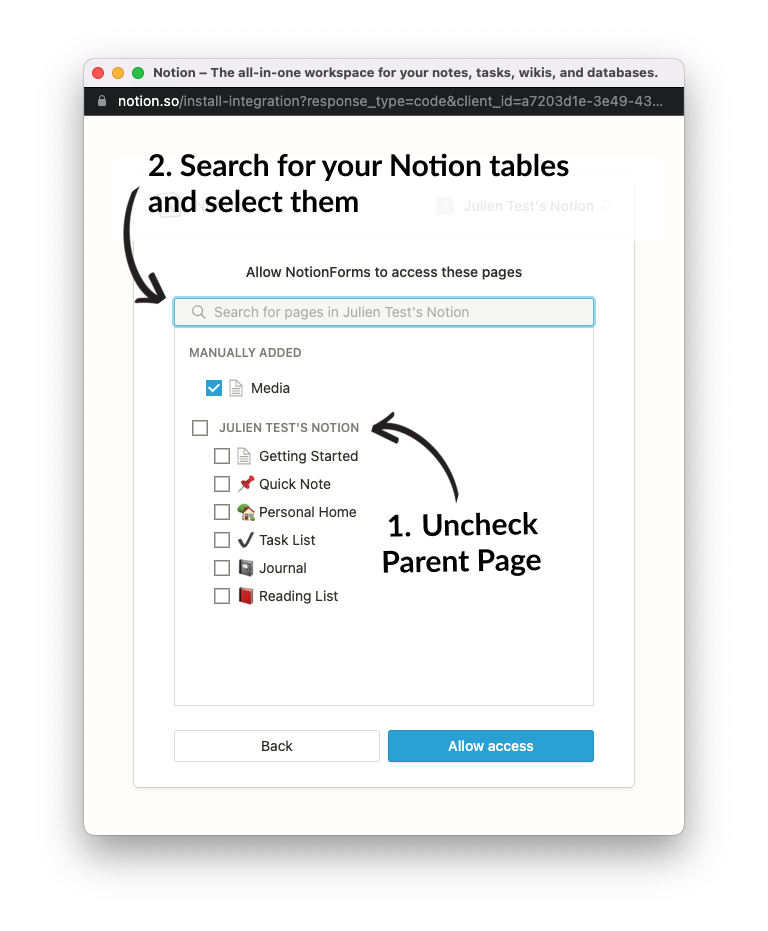 Notion – The all-in-one workspace for your notes, tasks, wikis, and databases.
notion.so/install-integration?response_type=code&client_id=a7203d1e-3e49-43...
2. Search for your Notion tables
and select them
Julien Test's Notion
Allow NotionForms to access these pages
Search for pages in Julien Test's Notion
MANUALLY ADDED
Media
JULIEN TEST'S NOTION
Getting Started
Quick Note
Personal Home
Task List
Journal
Reading List
1. Uncheck
Parent Page
Back
Allow access